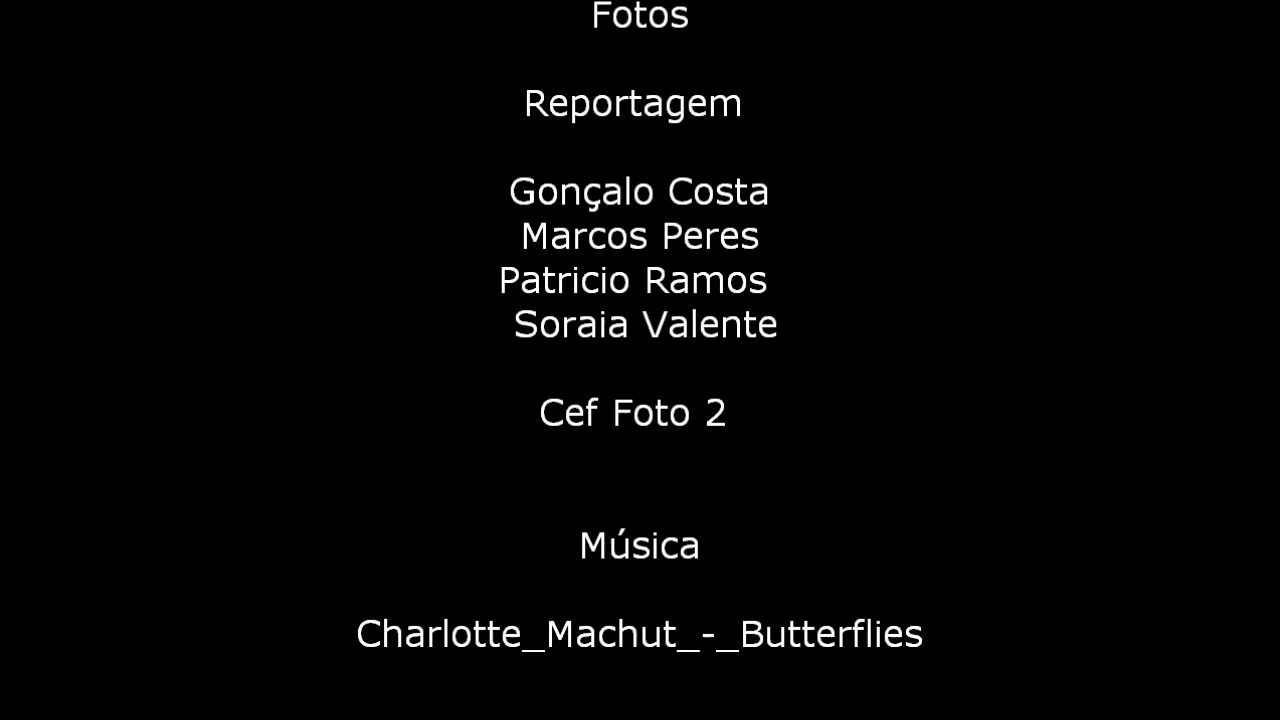 Fotos
Reportagem
Gonçalo Costa
Marcos Peres
Patricio Ramos
Soraia Valente
Cef Foto 2
Música
Charlotte_Machut_-_Butterflies